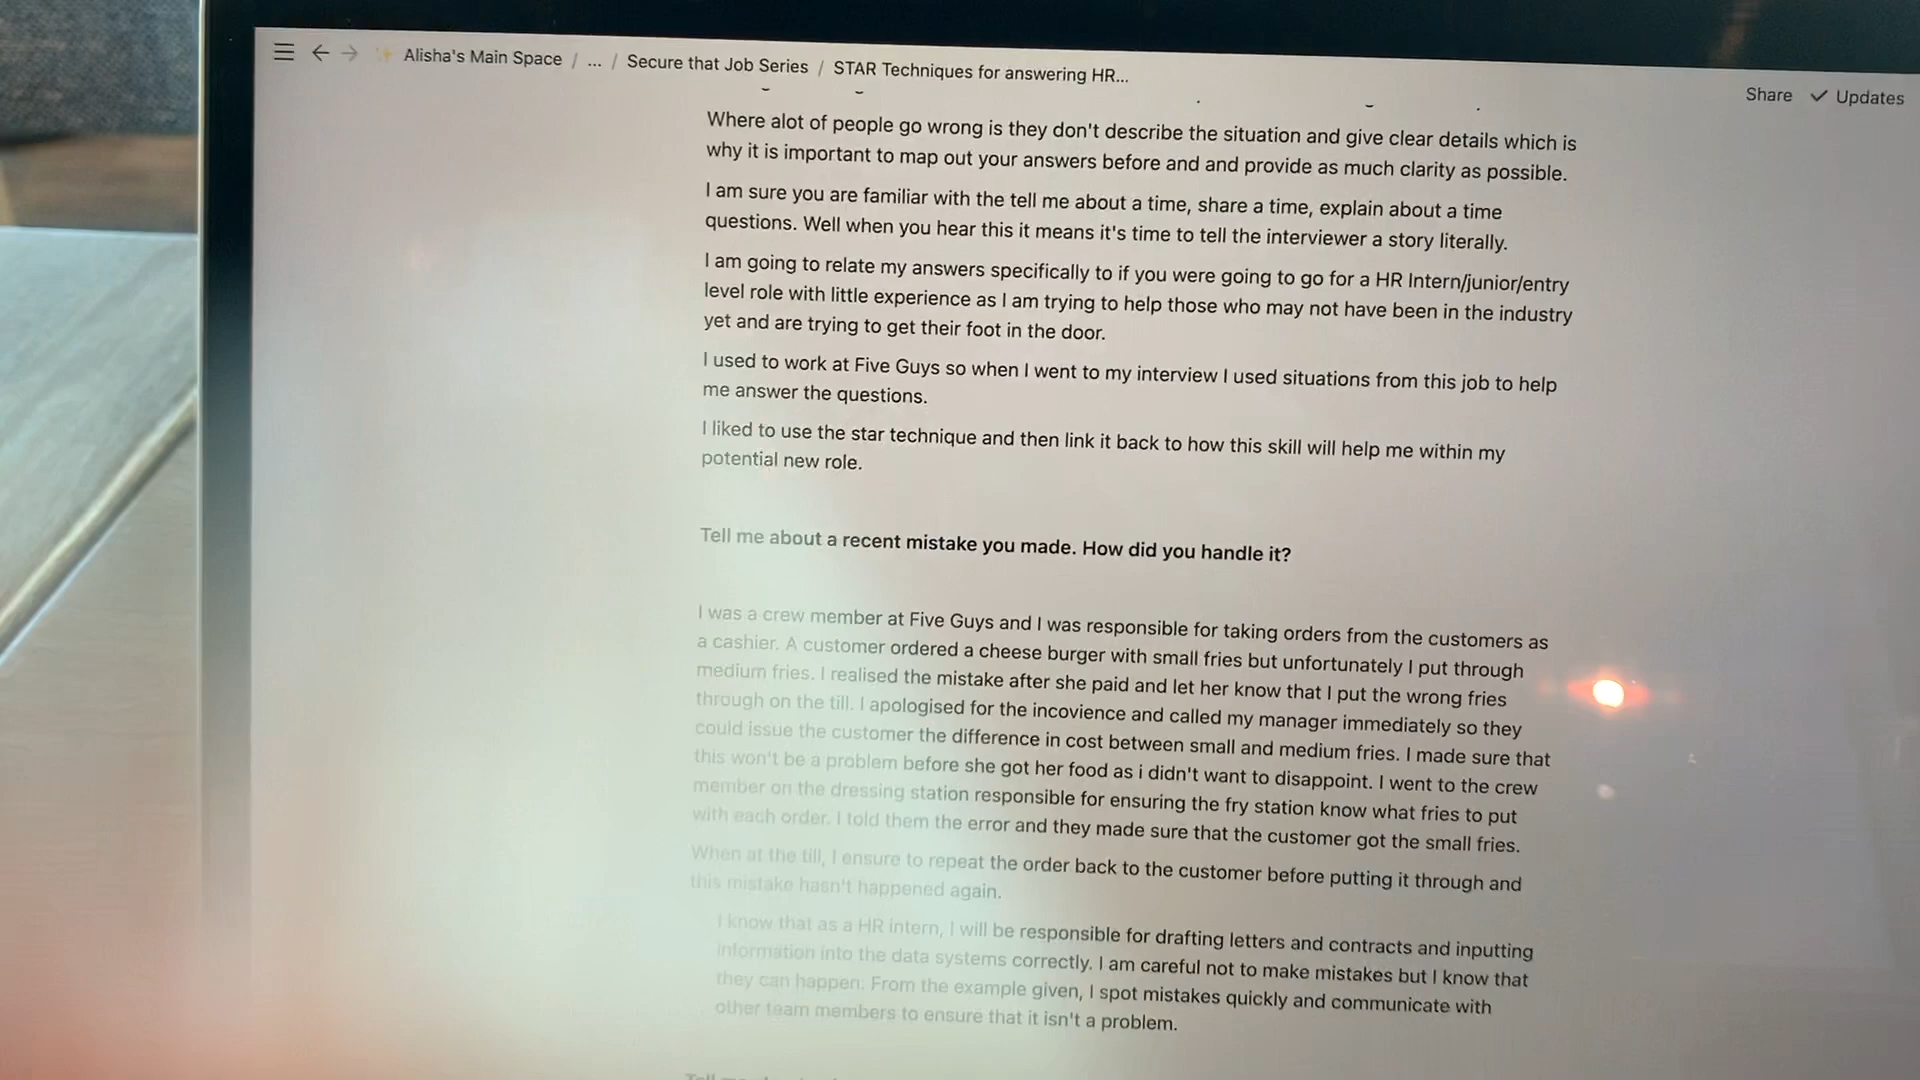 Alisha's Main Space / ... / Secure that Job Series / STAR Techniques for answering HR...
Share ✓ Updates
Where alot of people go wrong is they don't describe the situation and give clear details which is
why it is important to map out your answers before and and provide as much clarity as possible.
I am sure you are familiar with the tell me about a time, share a time, explain about a time
questions. Well when you hear this it means it's time to tell the interviewer a story literally.
I am going to relate my answers specifically to if you were going to go for a HR Intern/junior/entry
level role with little experience as I am trying to help those who may not have been in the industry
yet and are trying to get their foot in the door.
I used to work at Five Guys so when I went to my interview I used situations from this job to help
me answer the questions.
I liked to use the star technique and then link it back to how this skill will help me within my
potential new role.
Tell me about a recent mistake you made. How did you handle it?
I was a crew member at Five Guys and I was responsible for taking orders from the customers as
a cashier. A customer ordered a cheese burger with small fries but unfortunately I put through
medium fries. I realised the mistake after she paid and let her know that I put the wrong fries
through on the till. I apologised for the incovience and called my manager immediately so they
could issue the customer the difference in cost between small and medium fries. I made sure that
this won't be a problem before she got her food as i didn't want to disappoint. I went to the crew
member on the dressing station responsible for ensuring the fry station know what fries to put
with each order. I told them the error and they made sure that the customer got the small fries.
When at the till, I ensure to repeat the order back to the customer before putting it through and
this mistake hasn't happened again.
I know that as a HR intern, I will be responsible for drafting letters and contracts and inputting
information into the data systems correctly. I am careful not to make mistakes but I know that
they can happen. From the example given, I spot mistakes quickly and communicate with
other team members to ensure that it isn't a problem.